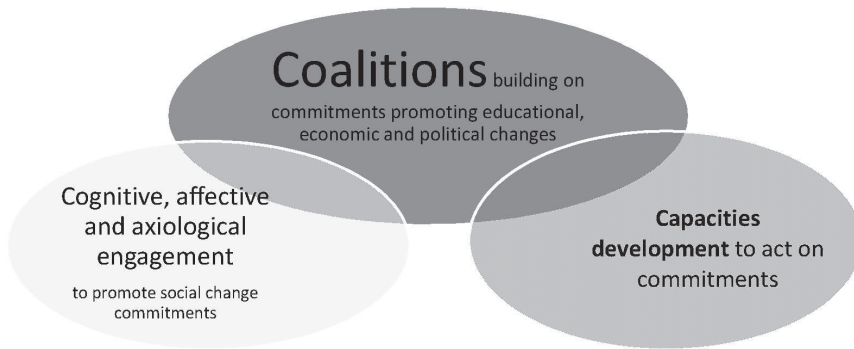 Coalitions building on
commitments promoting educational,
economic and political changes
Cognitive, affective
and axiological
engagement
to promote social change
commitments
Capacities
development to act on
commitments